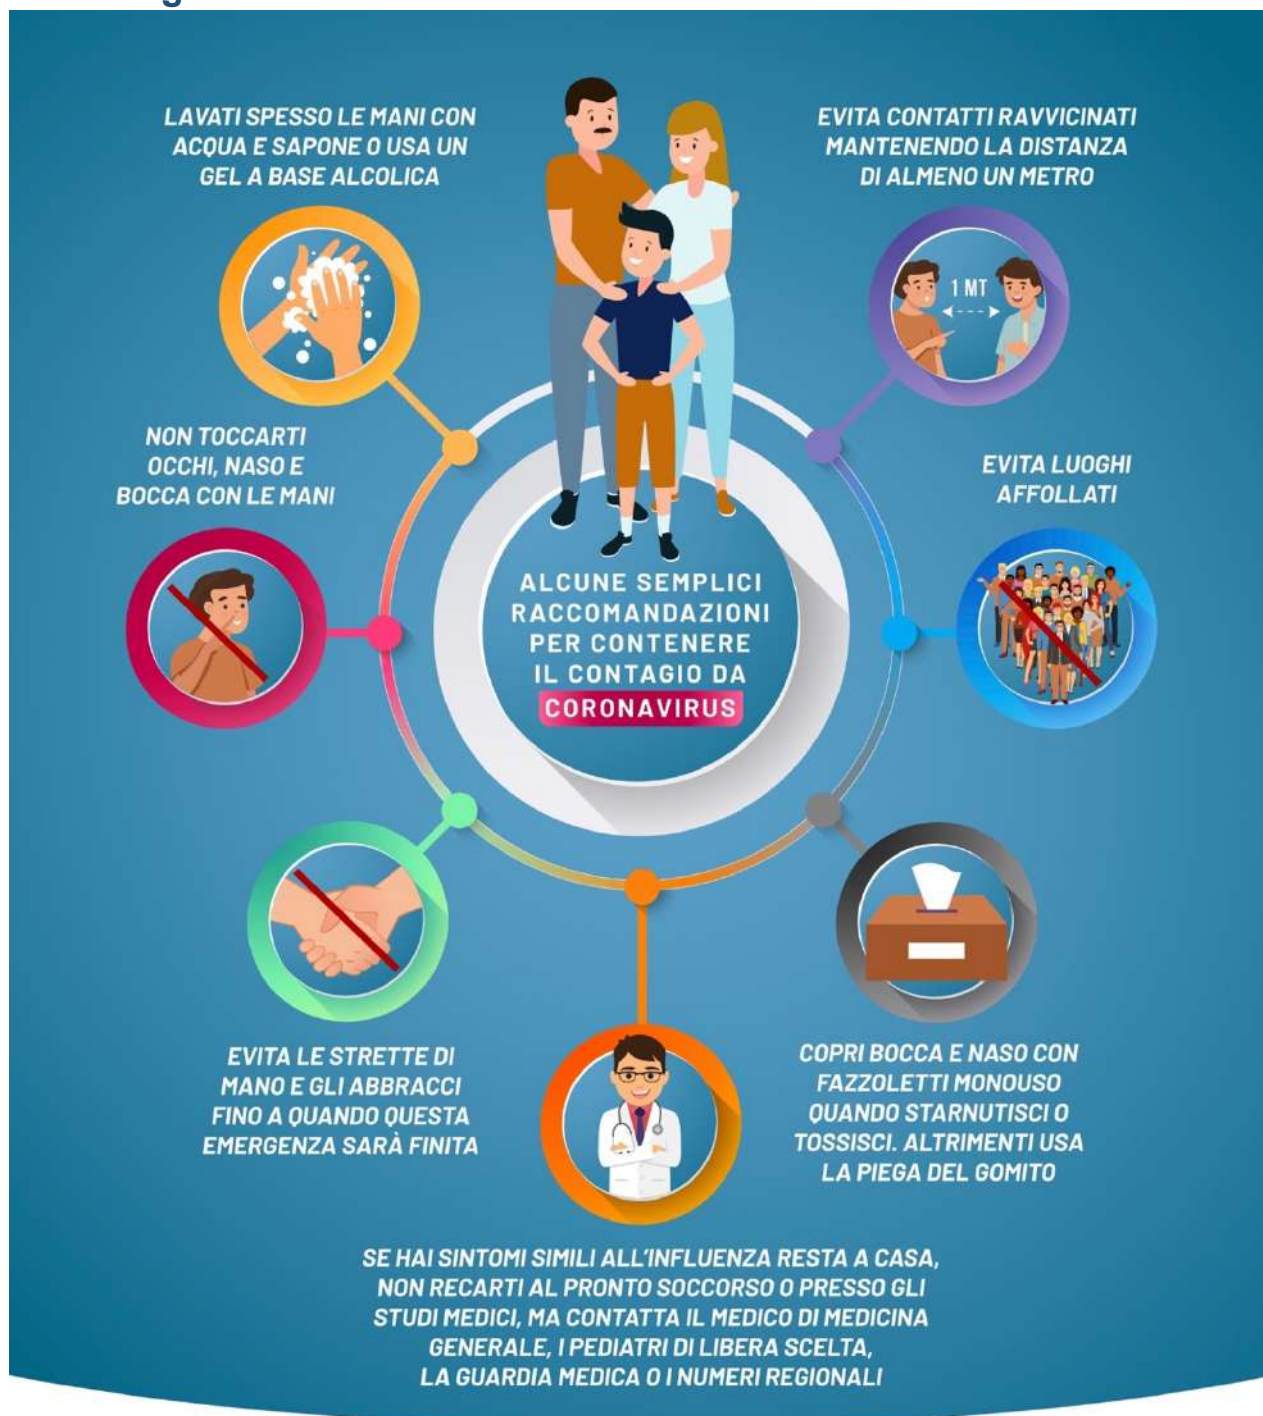 LAVATI SPESSO LE MANI CON
ACQUA E SAPONE O USA UN
GEL A BASE ALCOLICA
EVITA CONTATTI RAVVICINATI
MANTENENDO LA DISTANZA
DI ALMENO UN METRO
1 MT
NON TOCCARTI
OCCHI, NASO E
BOCCA CON LE MANI
EVITA LUOGHI
AFFOLLATI
ALCUNE SEMPLICI
RACCOMANDAZIONI
PER CONTENERE
IL CONTAGIO DA
CORONAVIRUS
EVITA LE STRETTE DI
MANO E GLI ABBRACCI
FINO A QUANDO QUESTA
EMERGENZA SARÀ FINITA
COPRI BOCCA E NASO CON
FAZZOLETTI MONOUSO
QUANDO STARNUTISCI O
TOSSISCI. ALTRIMENTI USA
LA PIEGA DEL GOMITO
SE HAI SINTOMI SIMILI ALL'INFLUENZA RESTA A CASA,
NON RECARTI AL PRONTO SOCCORSO O PRESSO GLI
STUDI MEDICI, MA CONTATTA IL MEDICO DI MEDICINA
GENERALE, I PEDIATRI DI LIBERA SCELTA,
LA GUARDIA MEDICA O I NUMERI REGIONALI